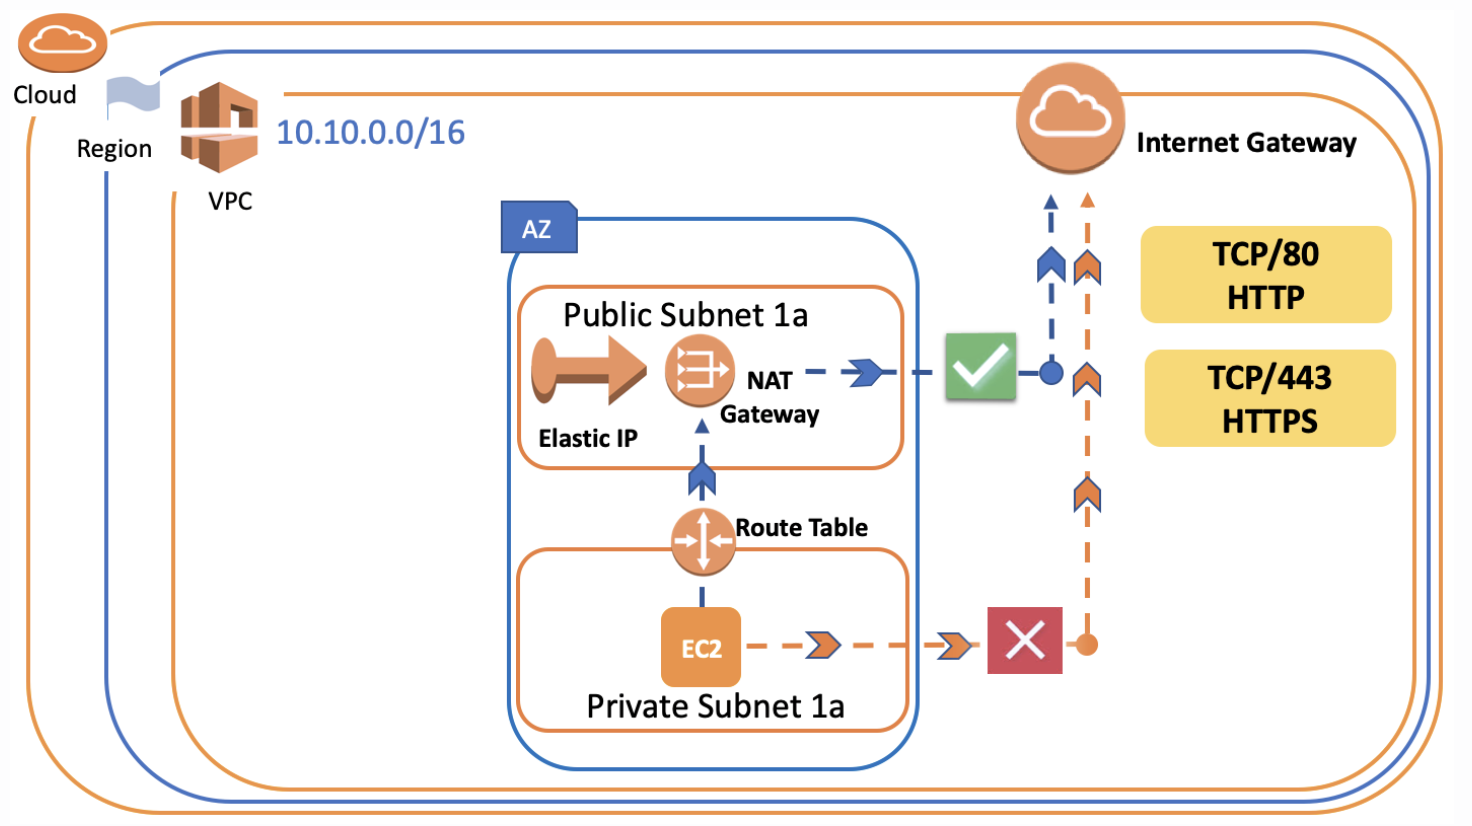 Cloud
Region
VPC
10.10.0.0/16
Internet Gateway
AZ
TCP/80
HTTP
Public Subnet 1a
NAT
Gateway
TCP/443
HTTPS
Elastic IP
Route Table
EC2
Private Subnet 1a